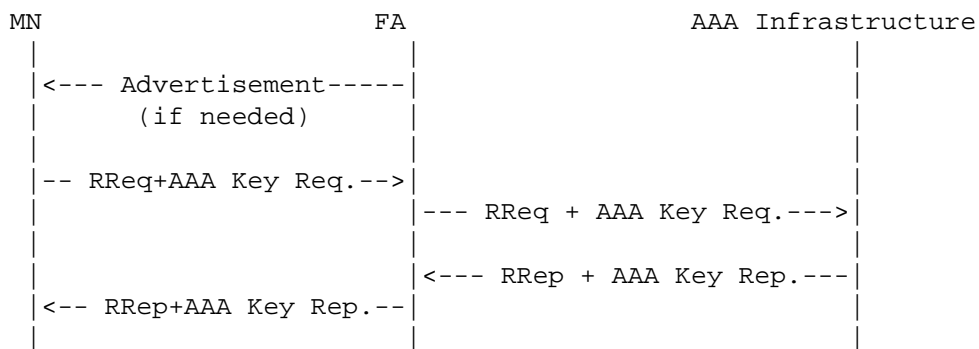 MN FA AAA Infrastructure
<--- Advertisement-----
(if needed)
-- RReq+AAA Key Req.-->
--- RReq + AAA Key Req.--->
<--- RRep + AAA Key Rep.---
<-- RRep+AAA Key Rep.--